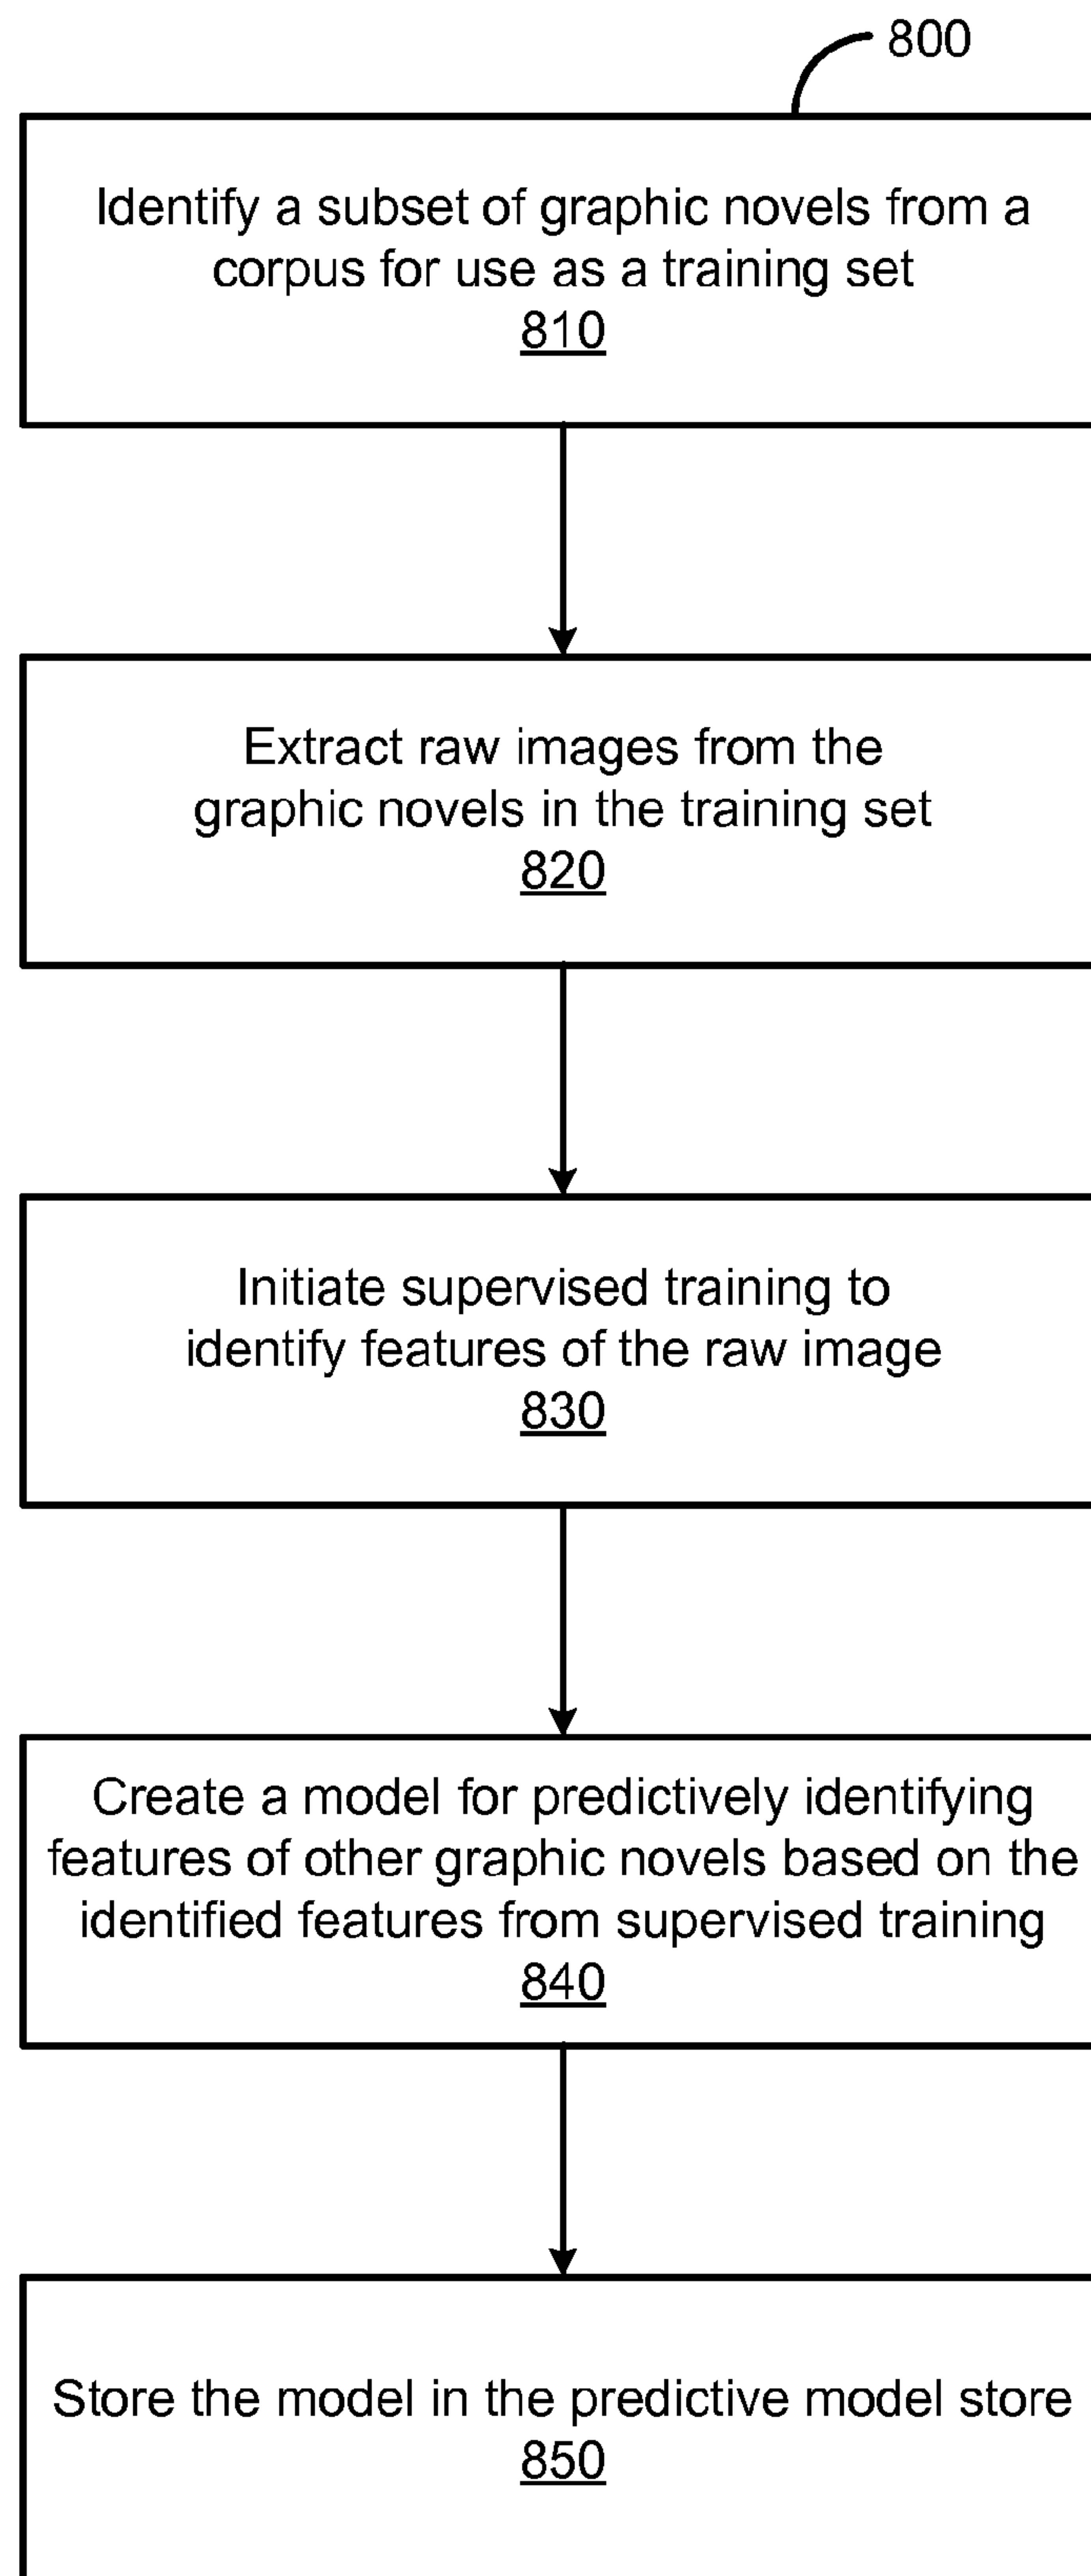 800
Identify a subset of graphic novels from a
corpus for use as a training set
810
Extract raw images from the
graphic novels in the training set
820
Initiate supervised training to
identify features of the raw image
830
Create a model for predictively identifying
features of other graphic novels based on the
identified features from supervised training
840
Store the model in the predictive model store
850